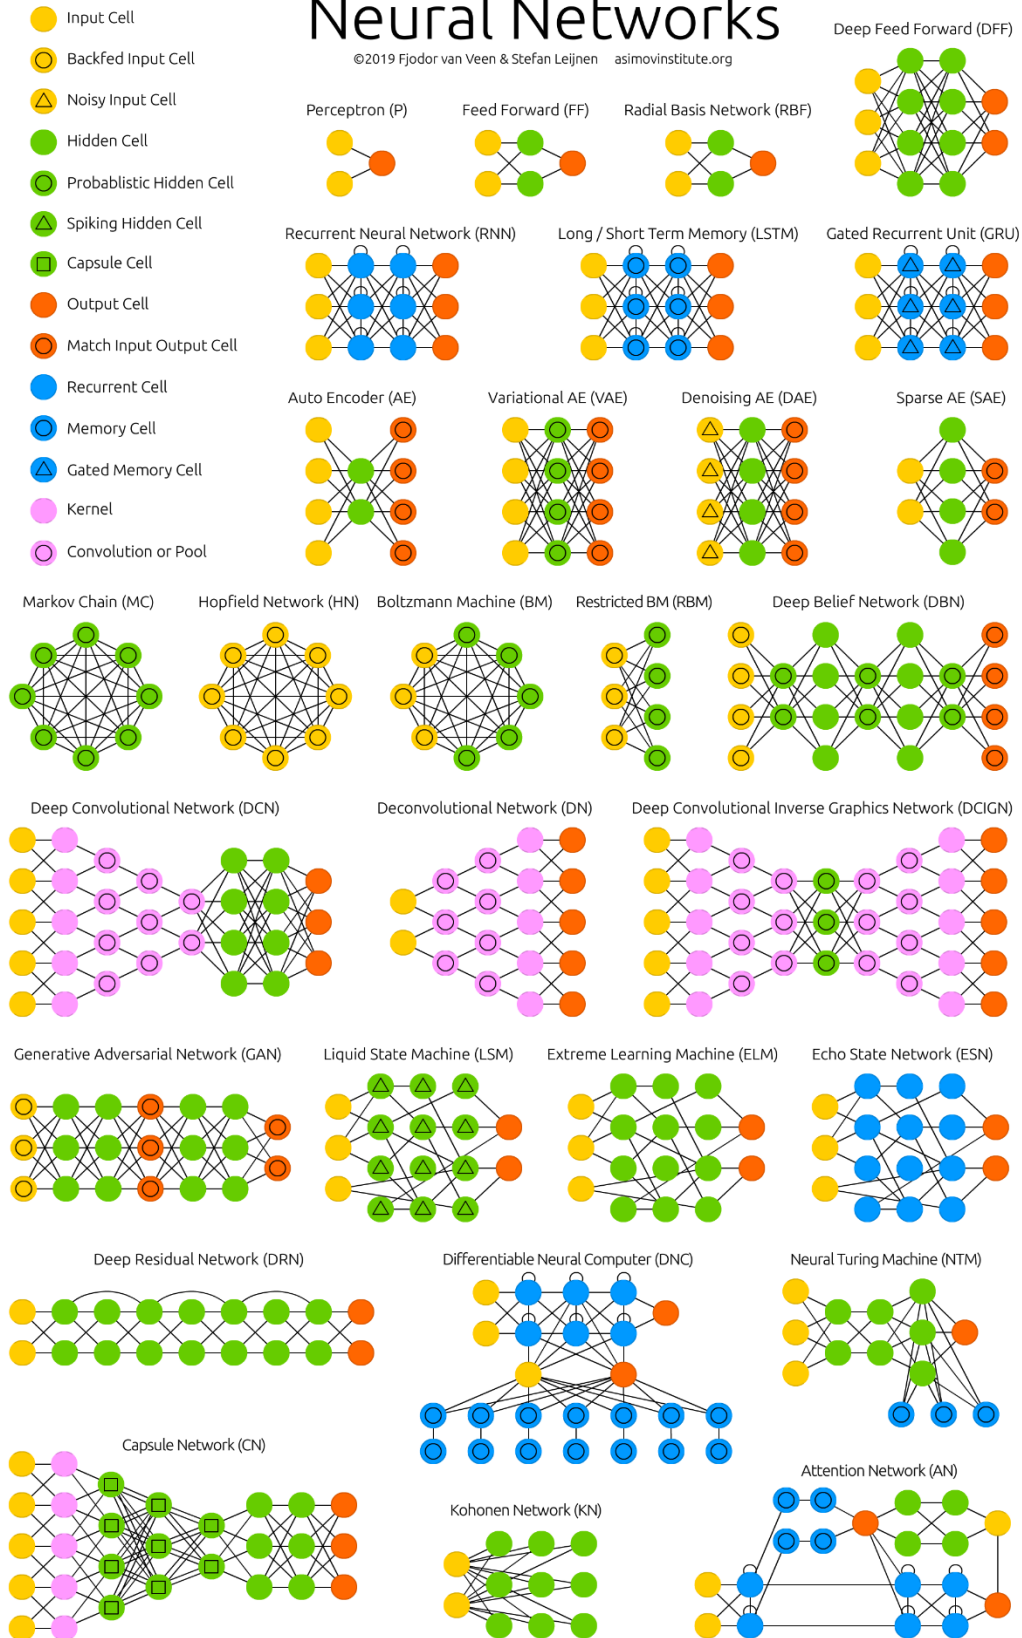 Neural Networks
©2019 Fjodor van Veen & Stefan Leijnen asimovinstitute.org
Input Cell
Backfed Input Cell
Noisy Input Cell
Hidden Cell
Probablistic Hidden Cell
Spiking Hidden Cell
Capsule Cell
Output Cell
Match Input Output Cell
Recurrent Cell
Memory Cell
Gated Memory Cell
Kernel
Convolution or Pool
Deep Feed Forward (DFF)
Perceptron (P)
Feed Forward (FF)
Radial Basis Network (RBF)
Recurrent Neural Network (RNN)
Long / Short Term Memory (LSTM)
Gated Recurrent Unit (GRU)
Auto Encoder (AE)
Variational AE (VAE)
Denoising AE (DAE)
Sparse AE (SAE)
Markov Chain (MC)
Hopfield Network (HN)
Boltzmann Machine (BM)
Restricted BM (RBM)
Deep Belief Network (DBN)
Deep Convolutional Network (DCN)
Deconvolutional Network (DN)
Deep Convolutional Inverse Graphics Network (DCIGN)
Generative Adversarial Network (GAN)
Liquid State Machine (LSM)
Extreme Learning Machine (ELM)
Echo State Network (ESN)
Deep Residual Network (DRN)
Differentiable Neural Computer (DNC)
Neural Turing Machine (NTM)
Capsule Network (CN)
Kohonen Network (KN)
Attention Network (AN)